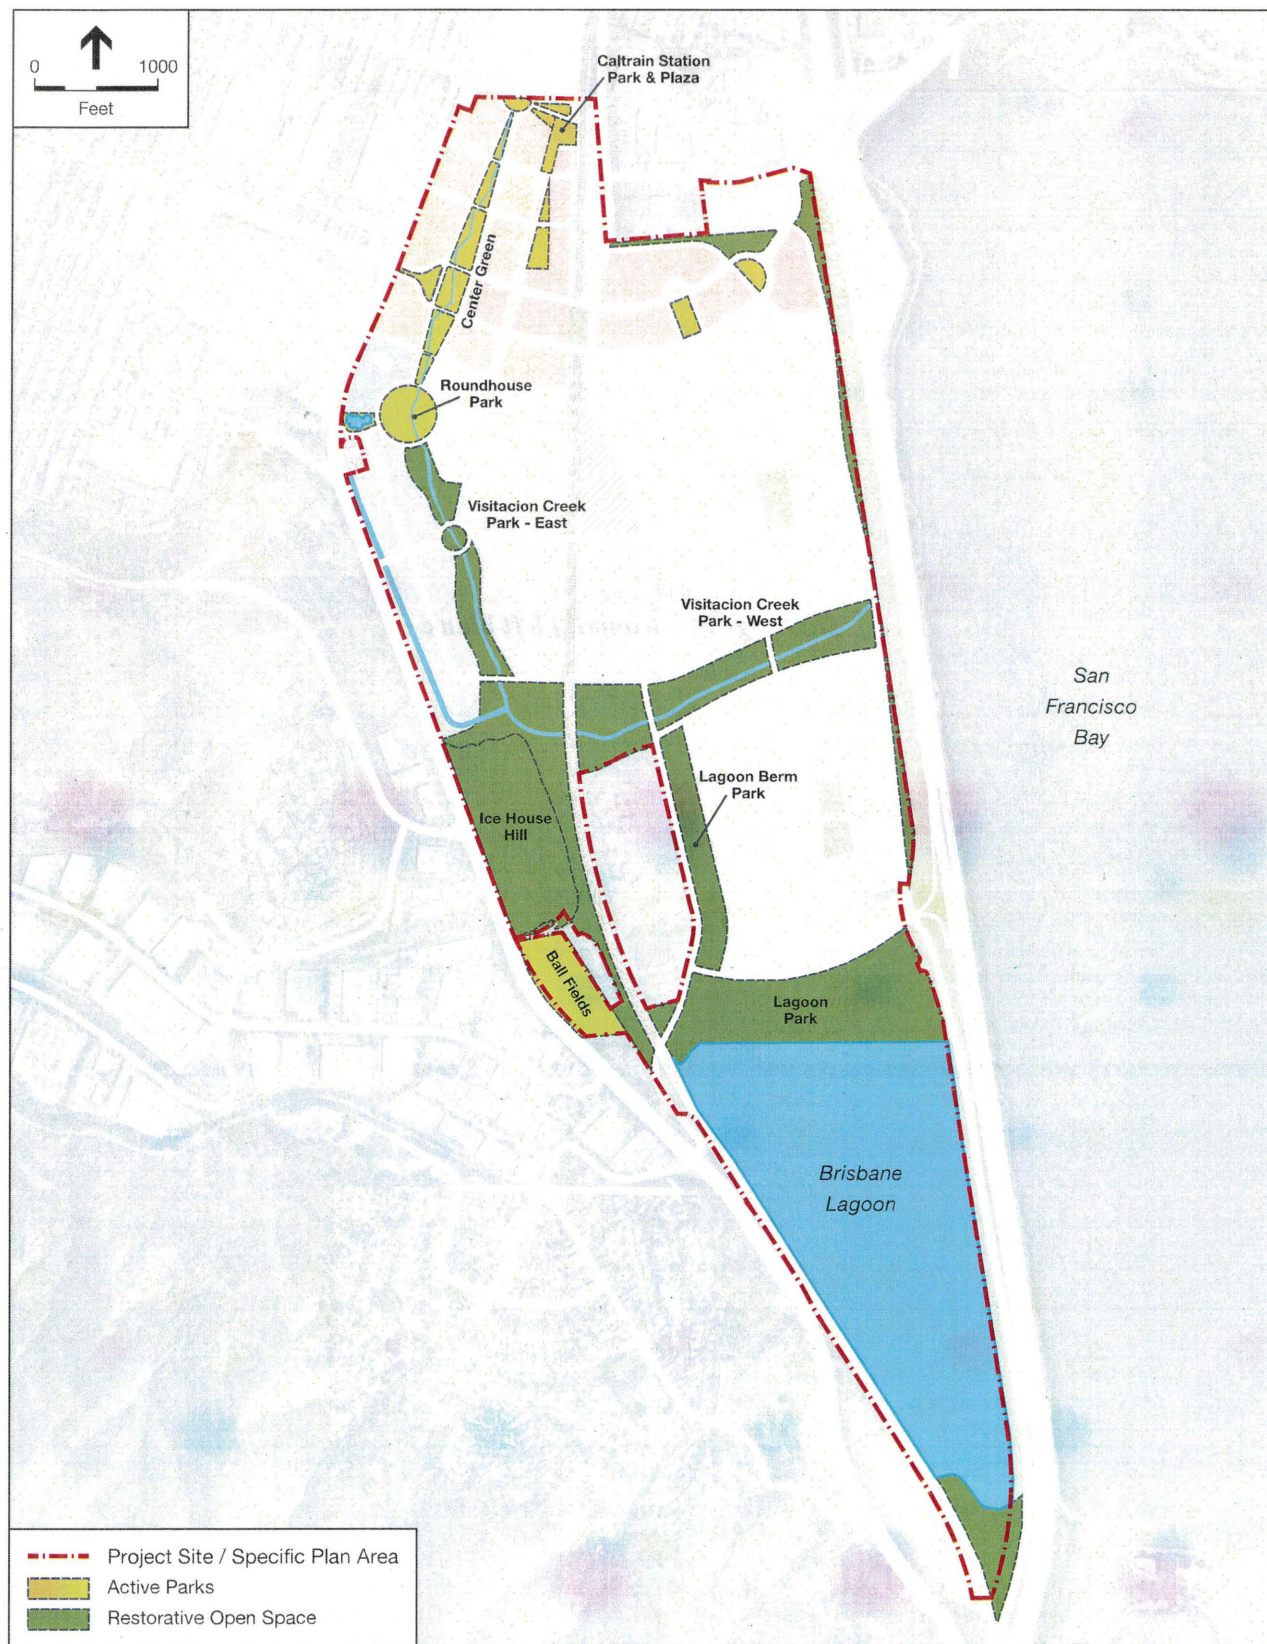 0 1000
Feet
Caltrain Station
Park & Plaza
Center Green
Roundhouse
Park
Visitacion Creek
Park - East
Visitacion Creek
Park - West
San
Francisco
Bay
Lagoon Berm
Park
Ice House
Hill
Ball Fields
Lagoon
Park
Brisbane
Lagoon
Project Site / Specific Plan Area
Active Parks
Restorative Open Space